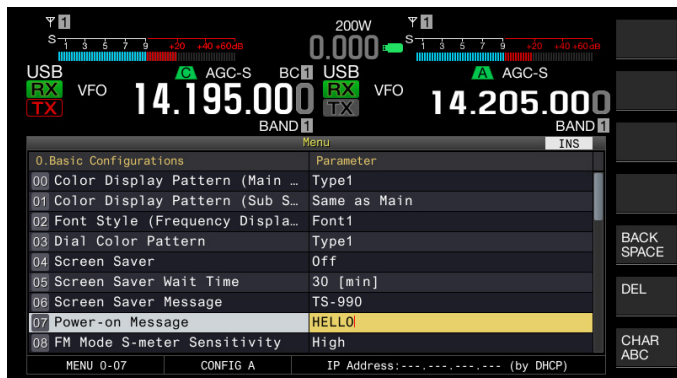 1 200W 1
S 1 3 5 7 9 +20 +40 +60dB 0.000 S 1 3 5 7 9 +20 +40 +60dB
USB C AGC-S BC 1 USB A AGC-S
RX VFO 14.195.000 RX VFO 14.205.000
TX TX
BAND 1 BAND 1
Menu INS
0.Basic Configurations Parameter
00 Color Display Pattern (Main … Type1
01 Color Display Pattern (Sub S… Same as Main
02 Font Style (Frequency Displa… Font1
03 Dial Color Pattern Type1
04 Screen Saver Off
05 Screen Saver Wait Time 30 [min]
06 Screen Saver Message TS-990
07 Power-on Message HELLO
08 FM Mode S-meter Sensitivity High
MENU 0-07 CONFIG A IP Address:---.---.---.--- (by DHCP)
BACK
SPACE
DEL
CHAR
ABC